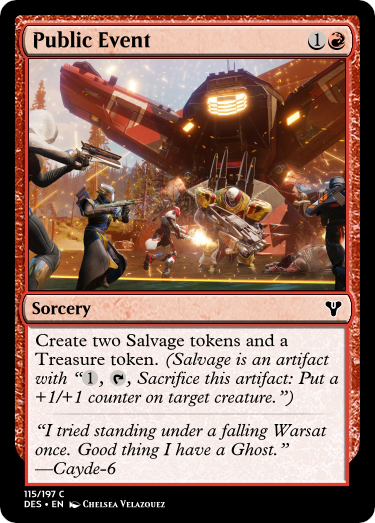 Public Event
1
Sorcery
Create two Salvage tokens and a
Treasure token. (Salvage is an artifact
with “1, , Sacrifice this artifact: Put a
+1/+1 counter on target creature.”)
“I tried standing under a falling Warsat
once. Good thing I have a Ghost.”
—Cayde-6
115/197 C
DES • EN Chelsea Velazouez